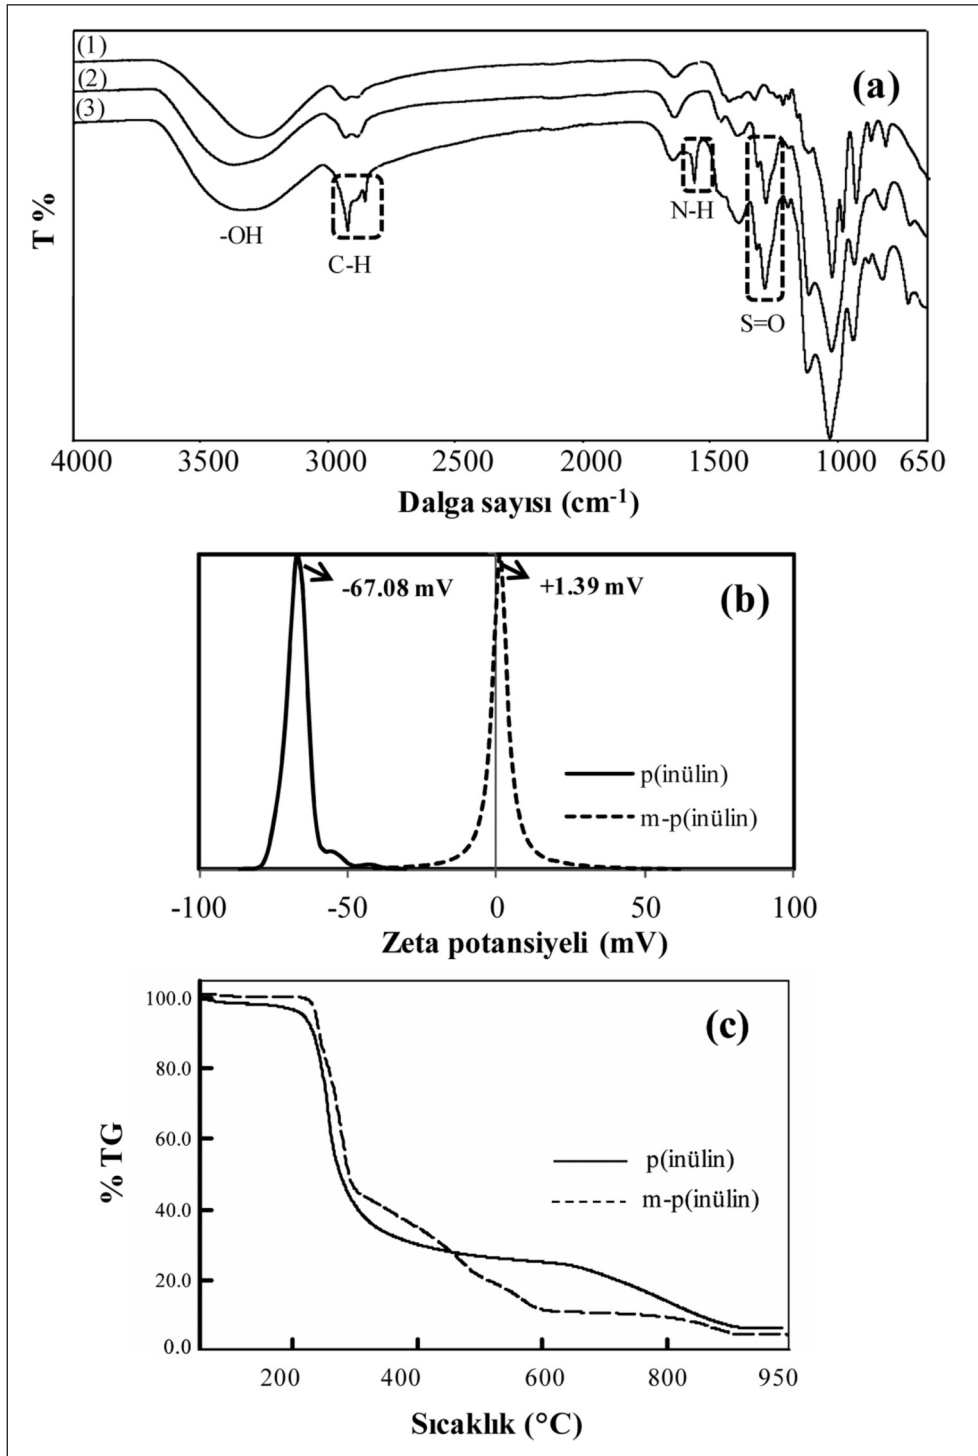 (1)
(2)
(3)
(a)
T %
-OH
C-H
N-H
S=O
4000 3500 3000 2500 2000 1500 1000 650
Dalga sayısı (cm-1)
-67.08 mV
+1.39 mV
(b)
p(inülin)
m-p(inülin)
-100 -50 0 50 100
Zeta potansiyeli (mV)
(c)
100.0
80.0
60.0
40.0
20.0
0.0
% TG
p(inülin)
m-p(inülin)
200 400 600 800 950
Sıcaklık (°C)